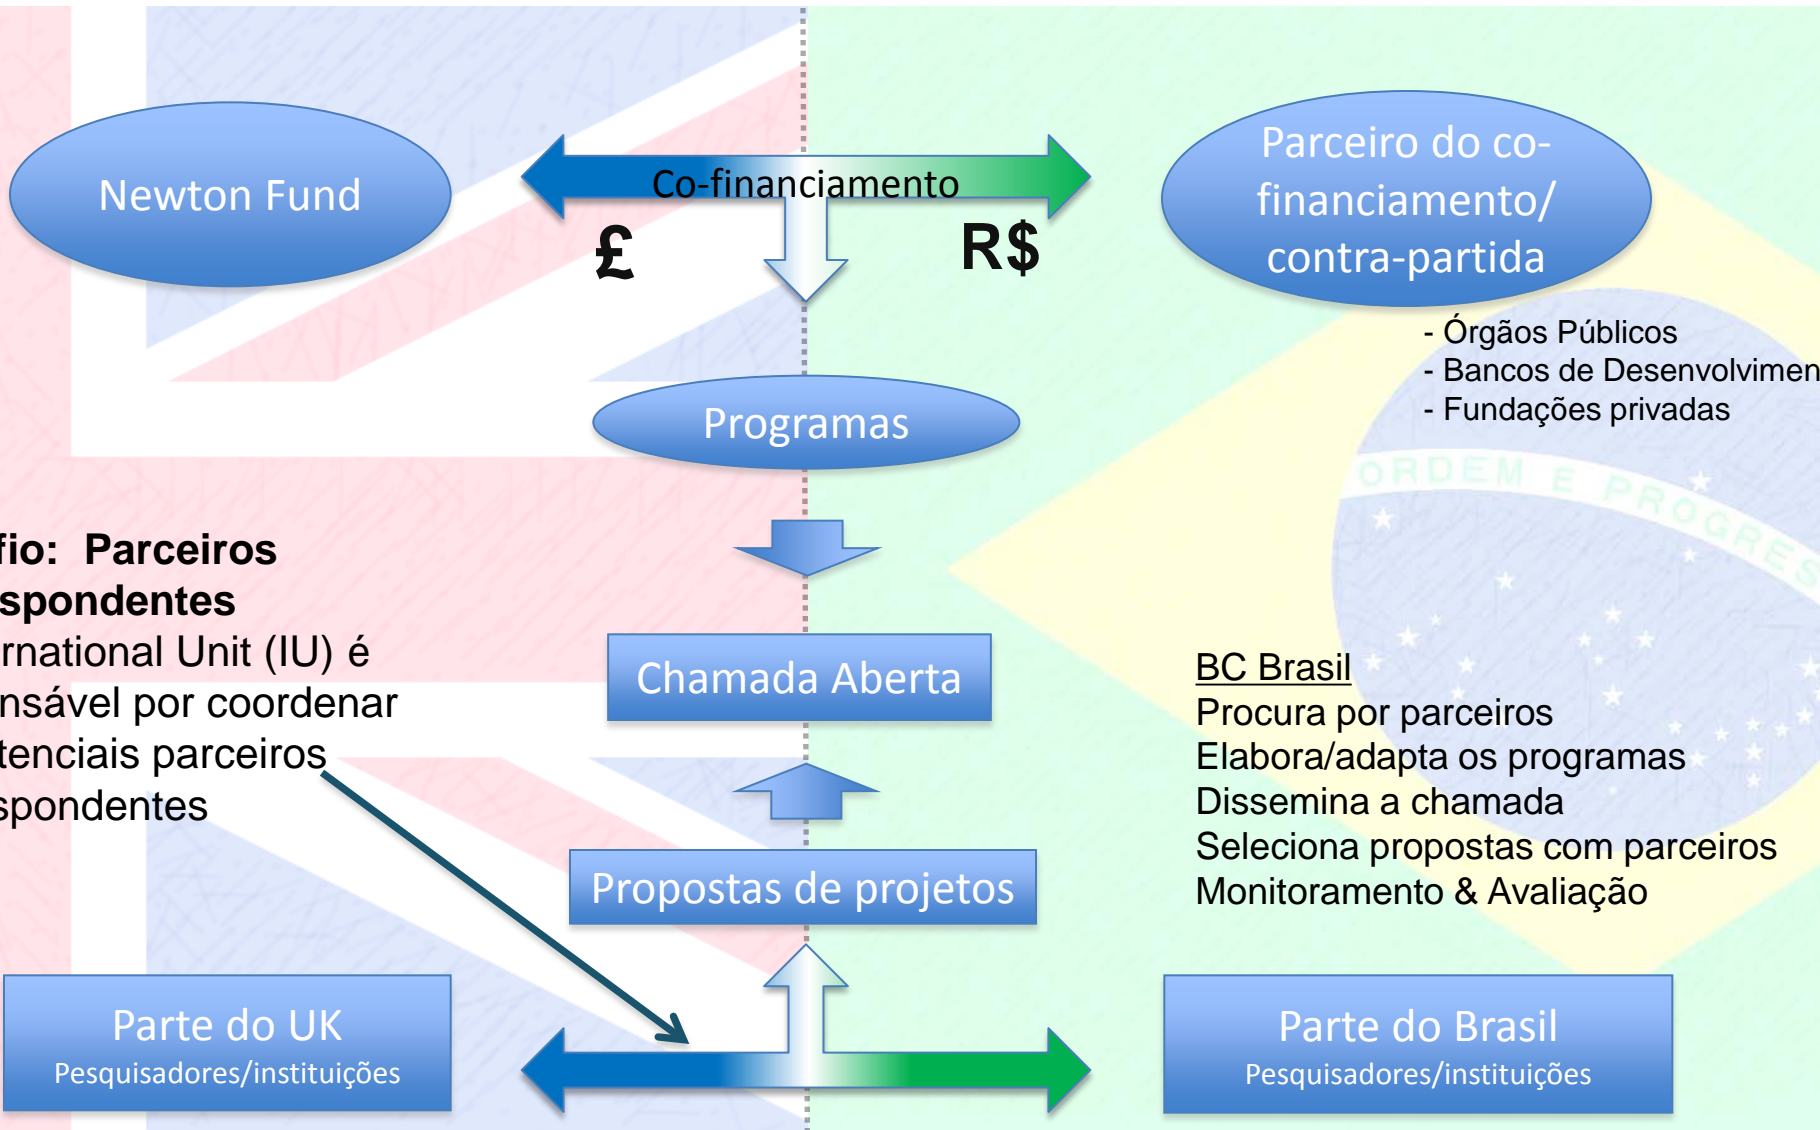 Newton Fund
Co-financiamento
£
R$
Parceiro do co-
financiamento/
contra-partida
- Órgãos Públicos
- Bancos de Desenvolvimen
- Fundações privadas
Programas
ORDEM E PROGRES
fio: Parceiros
spondentes
rnational Unit (IU) é
nsável por coordenar
tenciais parceiros
spondentes
Chamada Aberta
BC Brasil
Procura por parceiros
Elabora/adapta os programas
Dissemina a chamada
Seleciona propostas com parceiros
Monitoramento & Avaliação
Propostas de projetos
Parte do UK
Pesquisadores/instituições
Parte do Brasil
Pesquisadores/instituições